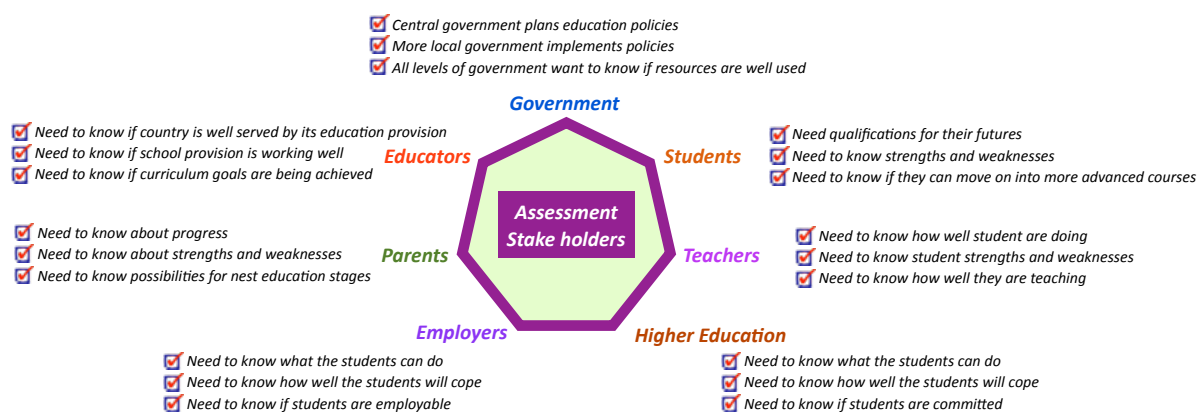 Central government plans education policies
More local government implements policies
All levels of government want to know if resources are well used
Government
Need to know if country is well served by its education provision
Need to know if school provision is working well
Need to know if curriculum goals are being achieved
Educators
Students
Need qualifications for their futures
Need to know strengths and weaknesses
Need to know if they can move on into more advanced courses
Assessment
Stake holders
Need to know about progress
Need to know about strengths and weaknesses
Need to know possibilities for nest education stages
Parents
Teachers
Need to know how well student are doing
Need to know student strengths and weaknesses
Need to know how well they are teaching
Employers
Need to know what the students can do
Need to know how well the students will cope
Need to know if students are employable
Higher Education
Need to know what the students can do
Need to know how well the students will cope
Need to know if students are committed